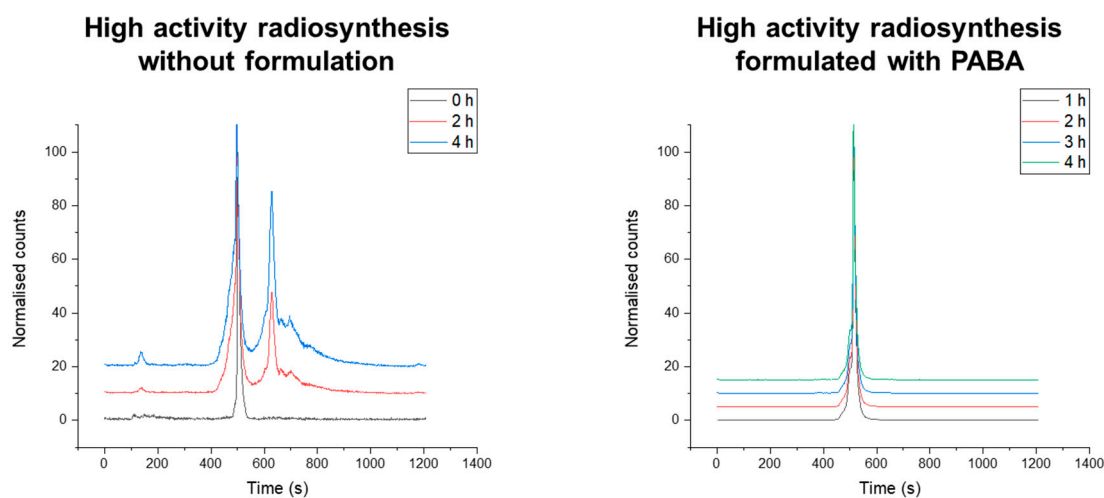 High activity radiosynthesis
without formulation
0 h
2 h
4 h
100
80
60
40
20
0
Normalised counts
0 200 400 600 800 1000 1200 1400
Time (s)
High activity radiosynthesis
formulated with PABA
1 h
2 h
3 h
4 h
100
80
60
40
20
0
Normalised counts
0 200 400 600 800 1000 1200 1400
Time (s)